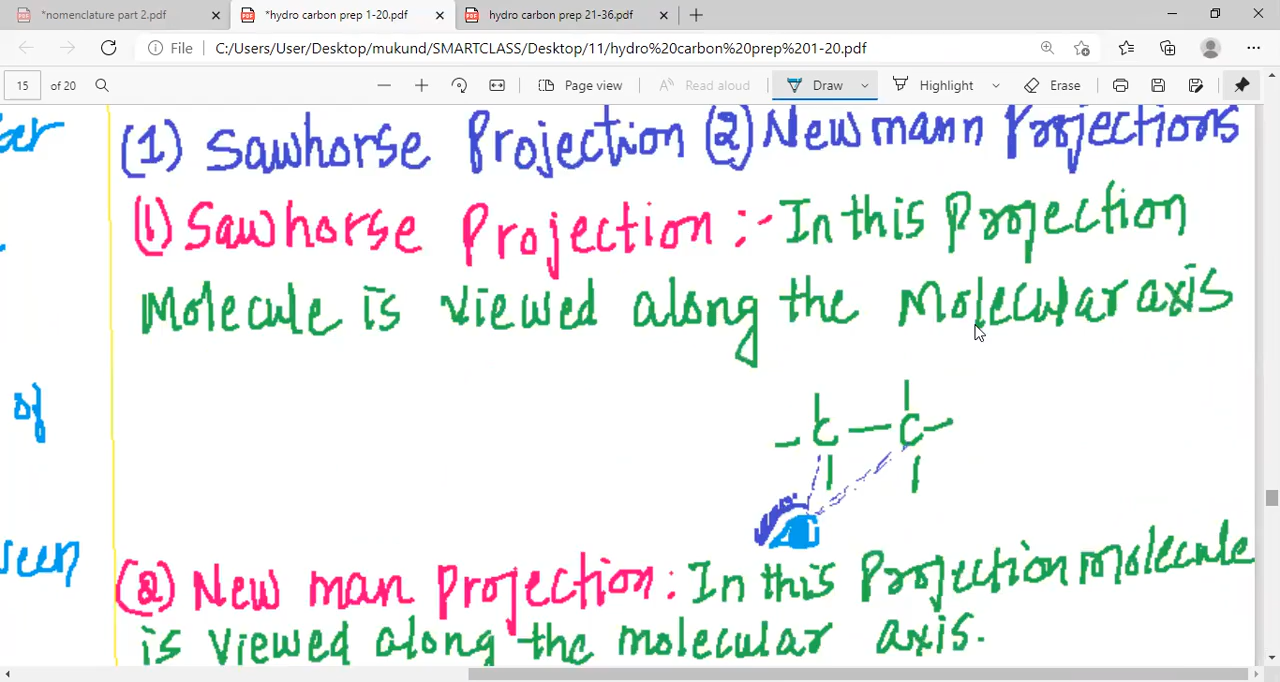 *nomenclature part 2.pdf
*hydro carbon prep 1-20.pdf
hydro carbon prep 21-36.pdf
File
C:/Users/User/Desktop/mukund/SMARTCLASS/Desktop/11/hydro%20carbon%20prep%201-20.pdf
15 of 20
Page view
Read aloud
Draw
Highlight
Erase
(1) Sawhorse Projection (2) Newmann Projections
(1) Sawhorse Projection :- In this Projection
Molecule is viewed along the Molecular axis
of
C — C
seen
(2) New man projection : In this Projection molecule
is viewed along the molecular axis.